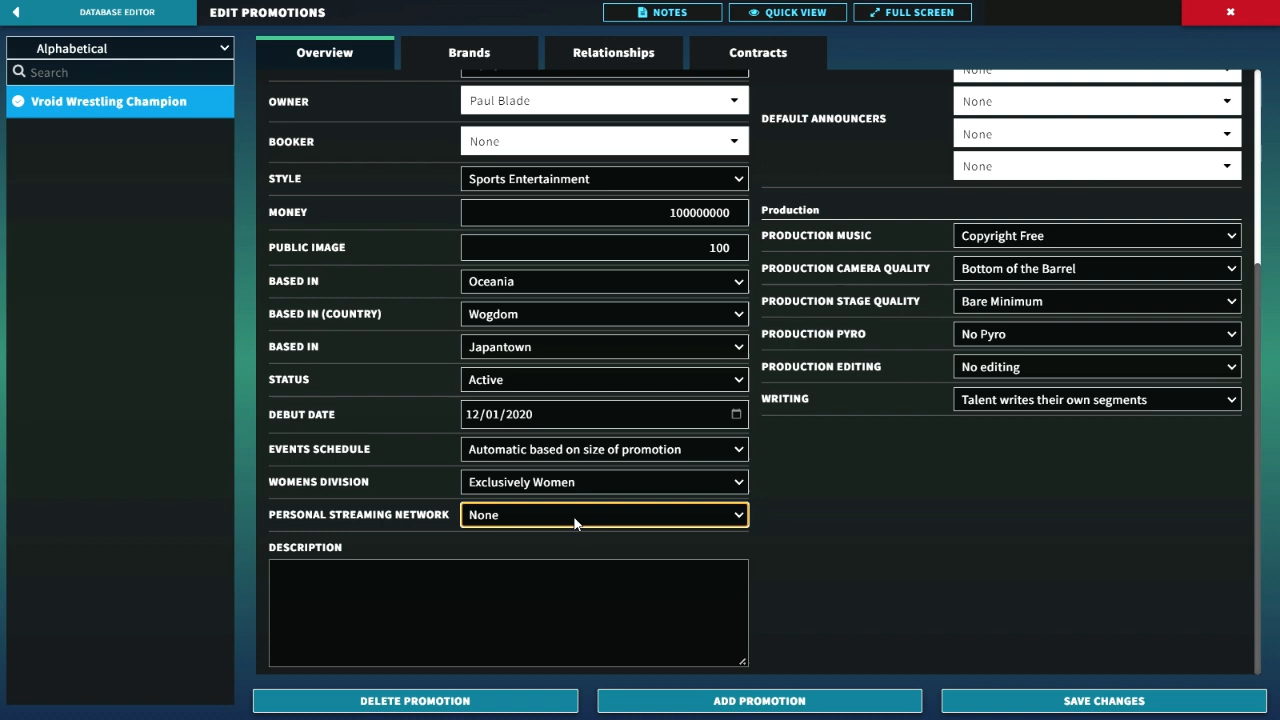 DATABASE EDITOR
EDIT PROMOTIONS
NOTES
QUICK VIEW
FULL SCREEN
Alphabetical
Search
Vroid Wrestling Champion
Overview
Brands
Relationships
Contracts
OWNER
Paul Blade
BOOKER
None
STYLE
Sports Entertainment
MONEY
100000000
PUBLIC IMAGE
100
BASED IN
Oceania
BASED IN (COUNTRY)
Wogdom
BASED IN
Japantown
STATUS
Active
DEBUT DATE
12/01/2020
EVENTS SCHEDULE
Automatic based on size of promotion
WOMENS DIVISION
Exclusively Women
PERSONAL STREAMING NETWORK
None
DESCRIPTION
None
DEFAULT ANNOUNCERS
None
None
None
Production
PRODUCTION MUSIC
Copyright Free
PRODUCTION CAMERA QUALITY
Bottom of the Barrel
PRODUCTION STAGE QUALITY
Bare Minimum
PRODUCTION PYRO
No Pyro
PRODUCTION EDITING
No editing
WRITING
Talent writes their own segments
DELETE PROMOTION
ADD PROMOTION
SAVE CHANGES